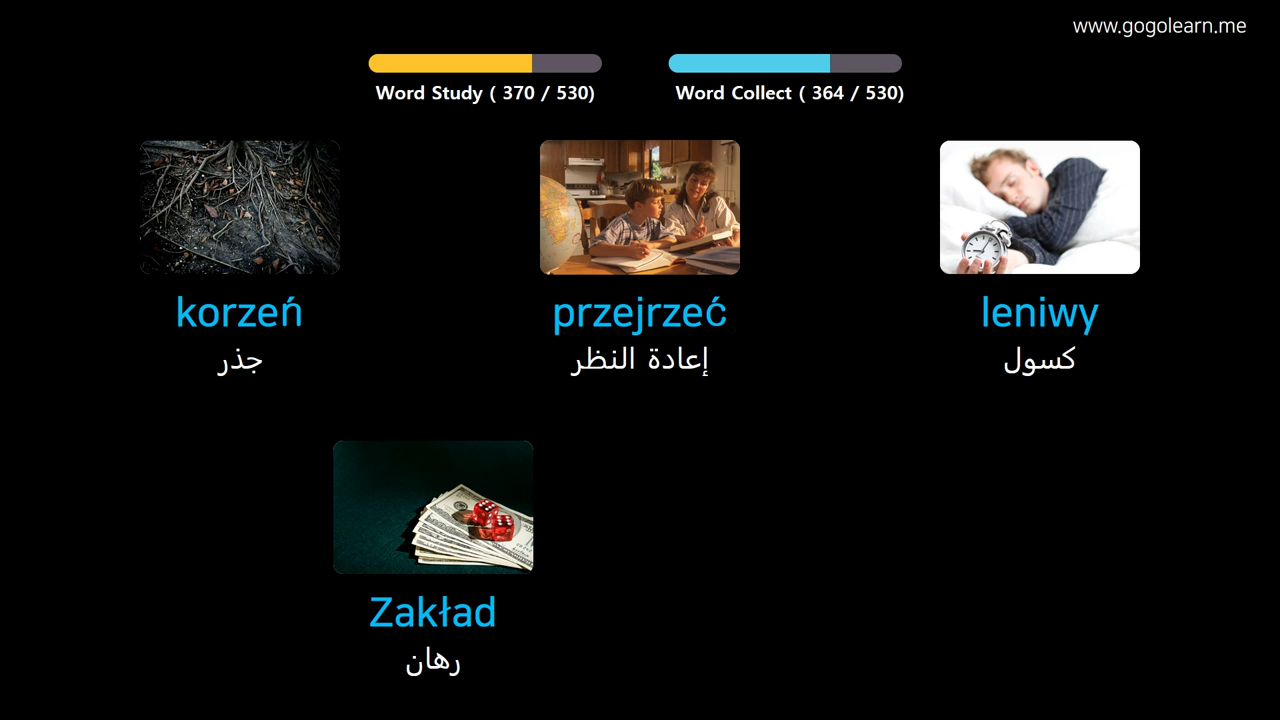 www.gogolearn.me
Word Study ( 370 / 530)
Word Collect ( 364 / 530)
korzeń
جذر
przejrzeć
إعادة النظر
leniwy
كسول
Zakład
رهان